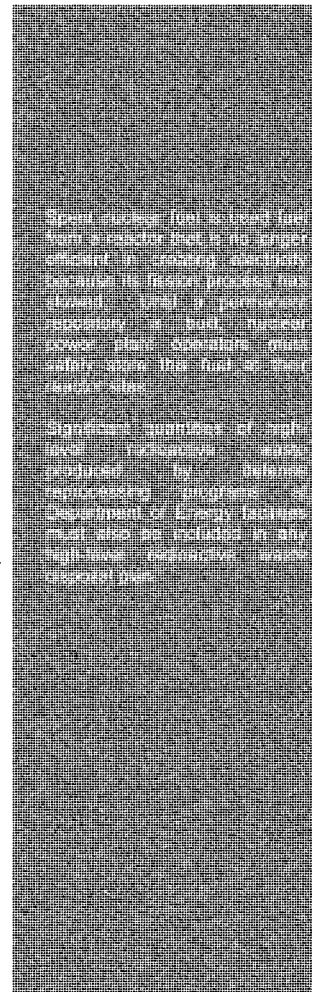 Spent nuclear fuel is used fuel
from a reactor that is no longer
efficient in creating electricity
because its fission process has
slowed. Until a permanent
repository is built, nuclear
power plant operators must
safely store this fuel at their
reactor sites.
Significant quantities of high-
level radioactive waste
produced by defense
reprocessing programs at
Department of Energy facilities
must also be included in any
high-level radioactive waste
disposal plan.